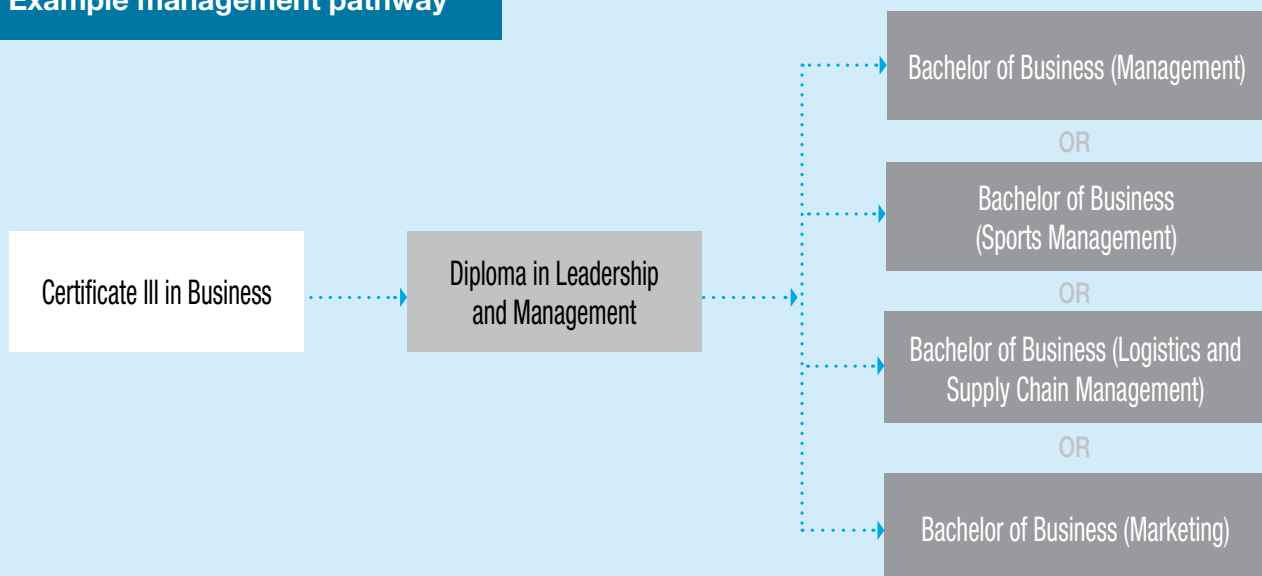 Example management pathway
Certificate III in Business
Diploma in Leadership
and Management
Bachelor of Business (Management)
OR
Bachelor of Business
(Sports Management)
OR
Bachelor of Business (Logistics and
Supply Chain Management)
OR
Bachelor of Business (Marketing)